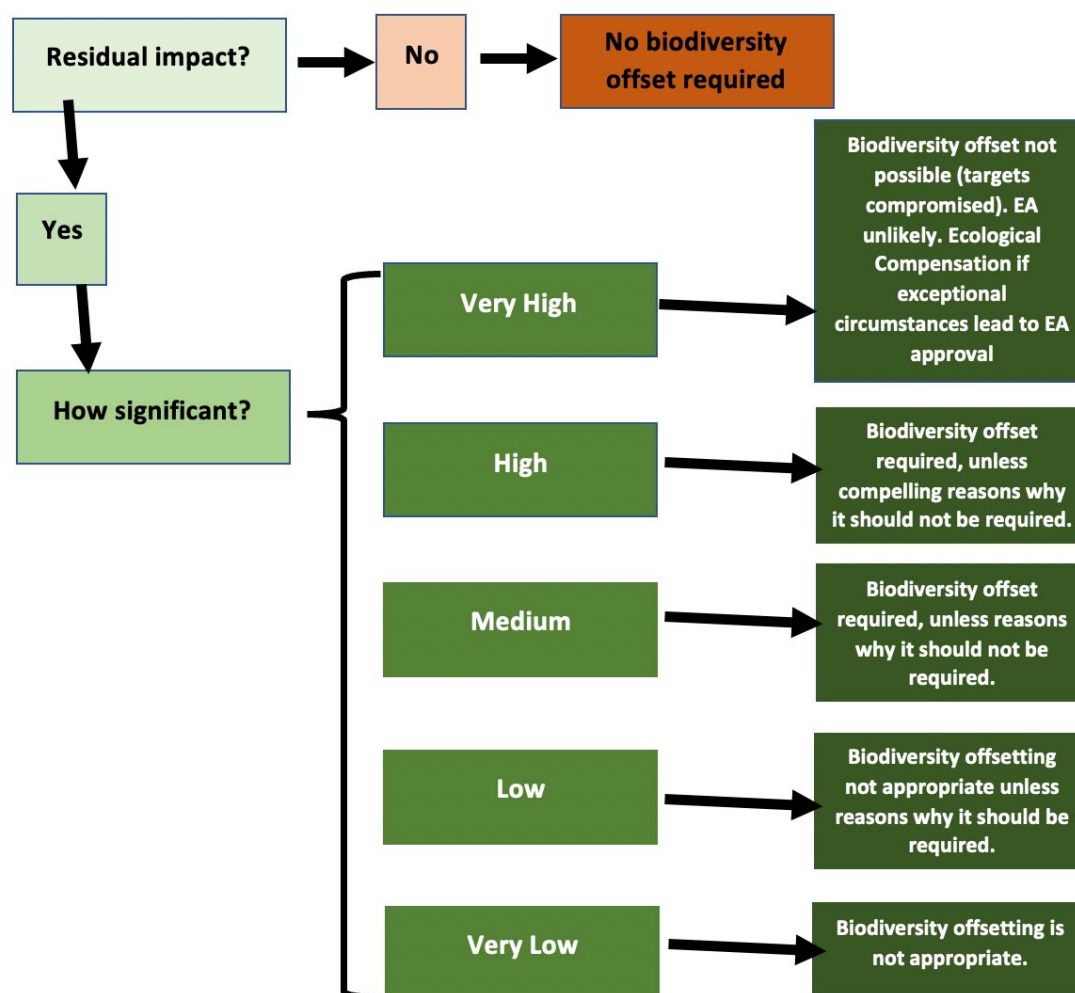 Residual impact?
No
No biodiversity
offset required
Yes
How significant?
Very High
Biodiversity offset not
possible (targets
compromised). EA
unlikely. Ecological
Compensation if
exceptional
circumstances lead to EA
approval
High
Biodiversity offset
required, unless
compelling reasons why
it should not be required.
Medium
Biodiversity offset
required, unless reasons
why it should not be
required.
Low
Biodiversity offsetting
not appropriate unless
reasons why it should be
required.
Very Low
Biodiversity offsetting is
not appropriate.